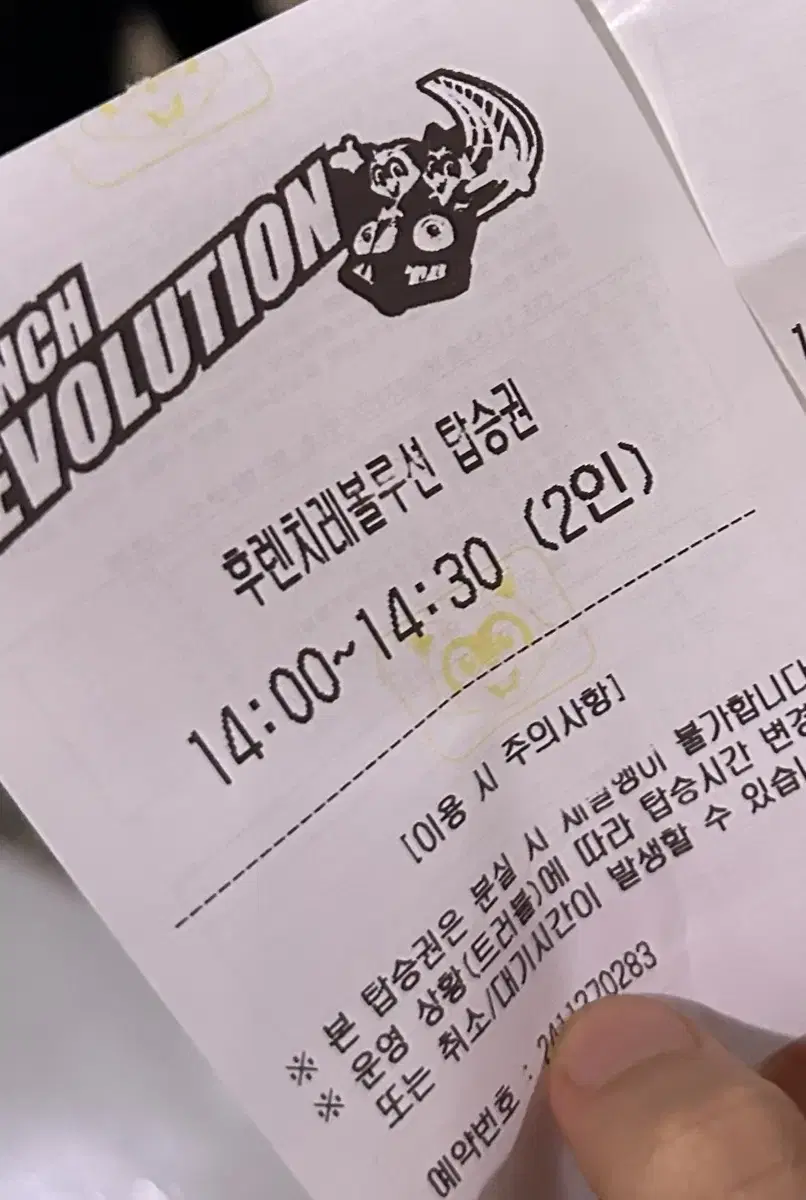 NCH
EVOLUTION
후렌치레볼루션 탑승권
14:00~14:30 (2인)
[이용 시 주의사항]
※ 본 탑승권은 분실 시 재발행이 불가합니다
※ 운영 상황(트러블)에 따라 탑승시간 변경
또는 취소/대기시간이 발생할 수 있습니
예약번호 : 2411270283